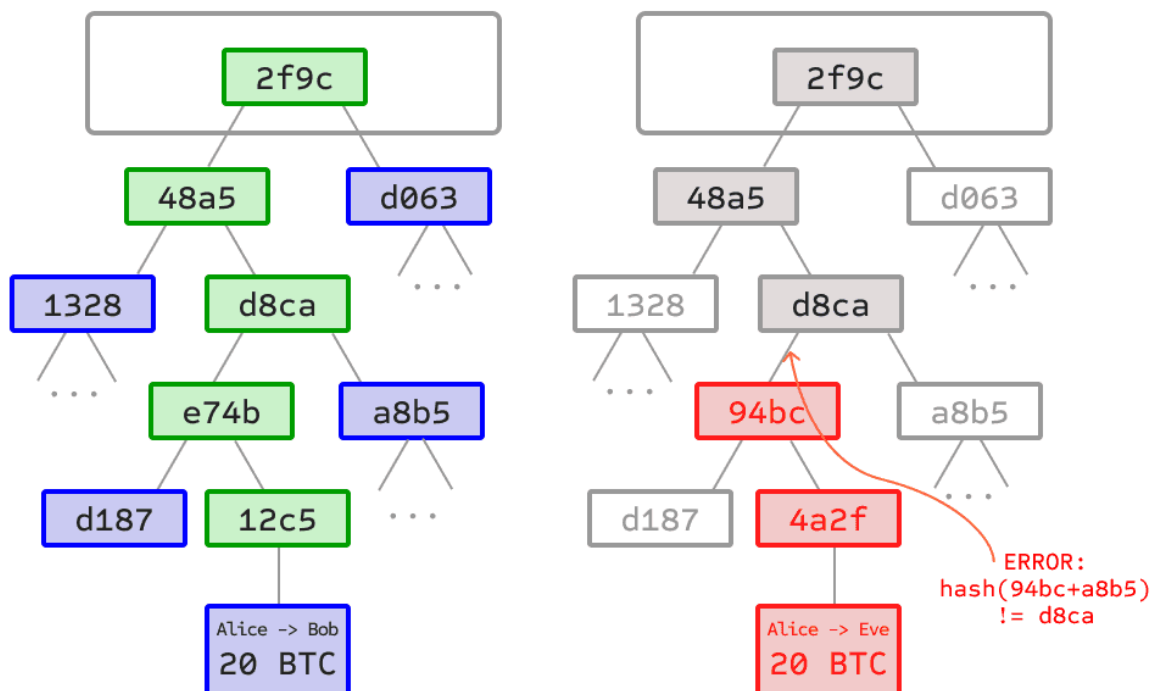 2f9c
48a5
d063
1328
d8ca
...
...
e74b
a8b5
d187
12c5
...
Alice -> Bob
20 BTC
2f9c
48a5
d063
1328
d8ca
...
...
94bc
a8b5
d187
4a2f
...
ERROR:
hash(94bc+a8b5)
!= d8ca
Alice -> Eve
20 BTC